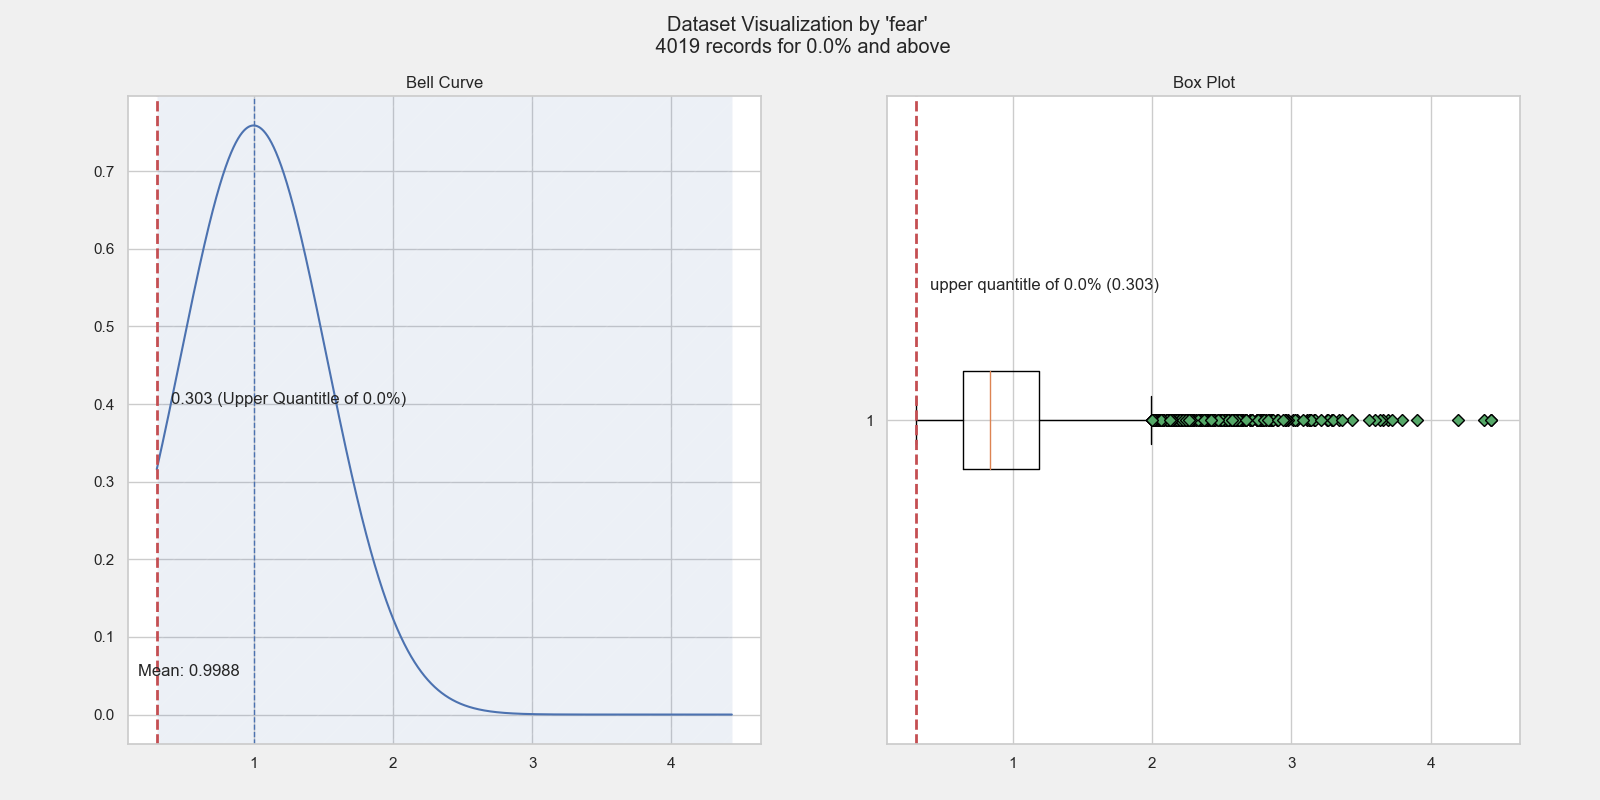 Dataset Visualization by 'fear'
4019 records for 0.0% and above
Bell Curve
0.7
0.6
0.5
0.4
0.3
0.2
0.1
0.0
0.303 (Upper Quantitle of 0.0%)
Mean: 0.9988
1 2 3 4
Box Plot
upper quantitle of 0.0% (0.303)
1
1 2 3 4